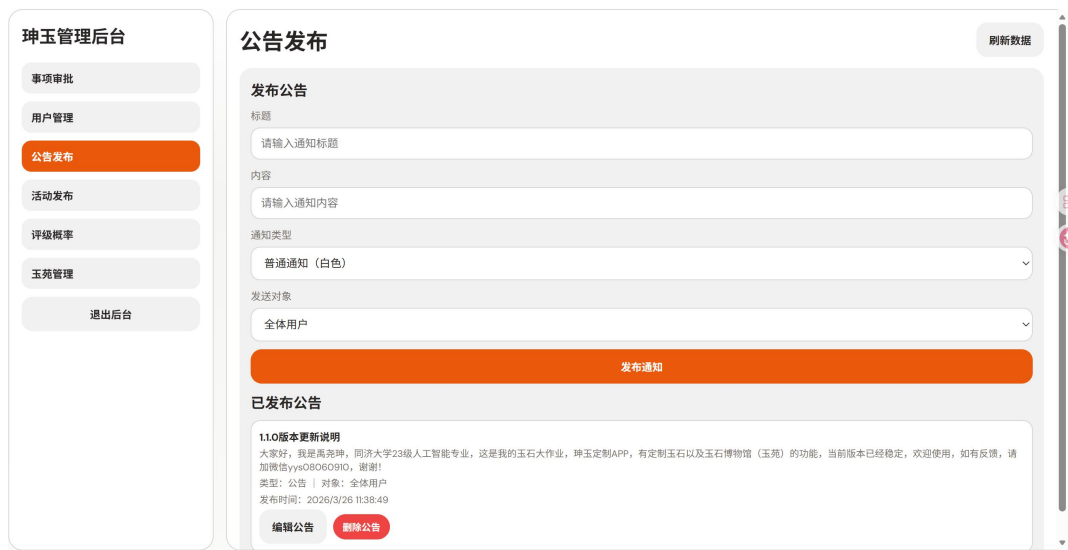 珅玉管理后台
事项审批
用户管理
公告发布
活动发布
评级概率
玉苑管理
退出后台
公告发布
刷新数据
发布公告
标题
请输入通知标题
内容
请输入通知内容
通知类型
普通通知（白色）
发送对象
全体用户
发布通知
已发布公告
1.1.0版本更新说明
大家好，我是禹尧珅，同济大学23级人工智能专业，这是我的玉石大作业，珅玉定制APP，有定制玉石以及玉石博物馆（玉苑）的功能，当前版本已经稳定，欢迎使用，如有反馈，请
加微信yys08060910，谢谢！
类型：公告 ｜ 对象：全体用户
发布时间：2026/3/26 11:38:49
编辑公告
删除公告